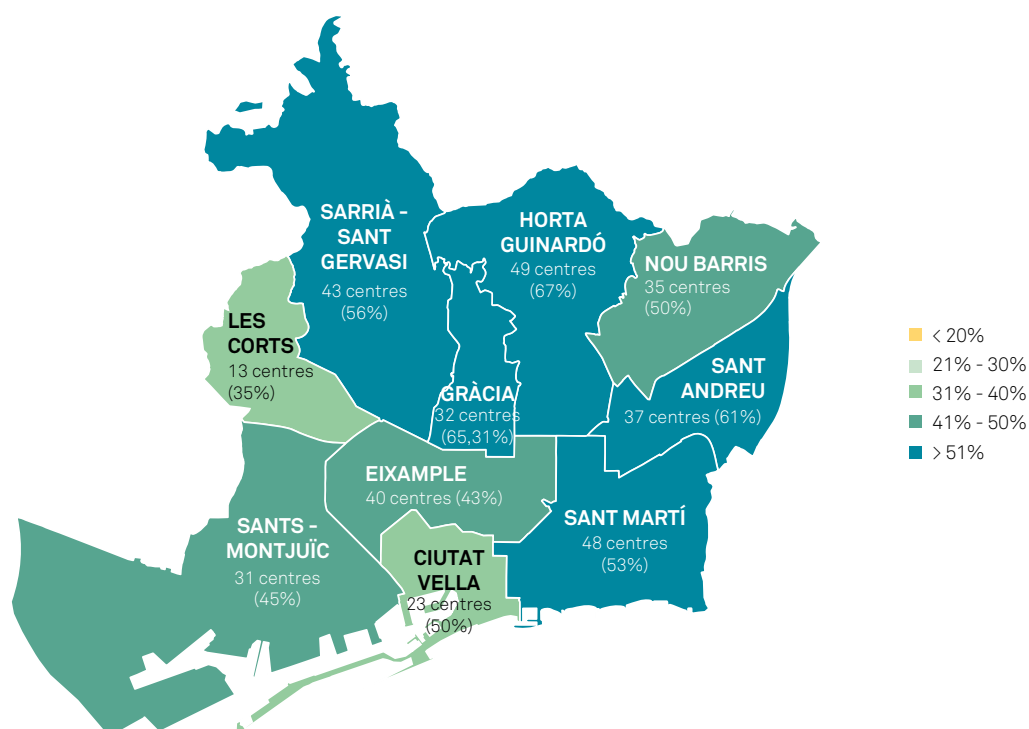 SARRIÀ -
SANT
GERVASI
43 centres
(56%)
HORTA
GUINARDÓ
49 centres
(67%)
NOU BARRIS
35 centres
(50%)
LES
CORTS
13 centres
(35%)
GRÀCIA
32 centres
(65,31%)
SANT
ANDREU
37 centres (61%)
EIXAMPLE
40 centres (43%)
SANTS -
MONTJUÏC
31 centres
(45%)
CIUTAT
VELLA
23 centres
(50%)
SANT MARTÍ
48 centres
(53%)
< 20%
21% - 30%
31% - 40%
41% - 50%
> 51%